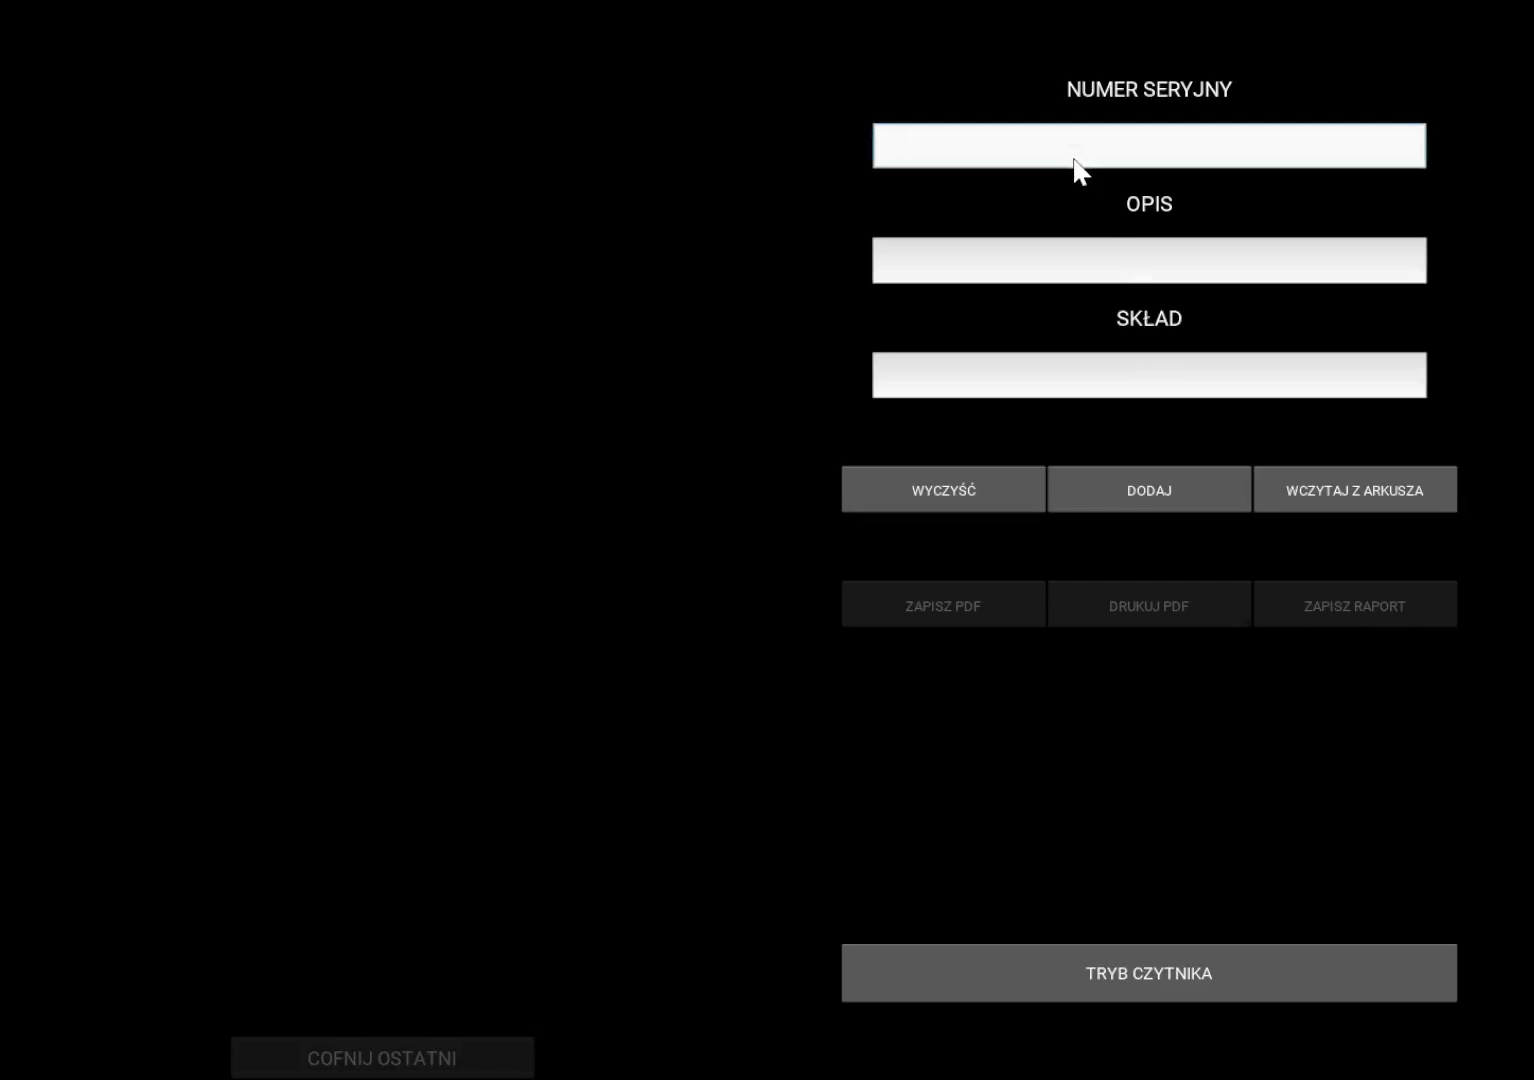 NUMER SERYJNY
OPIS
SKŁAD
WYCZYŚĆ DODAJ WCZYTAJ Z ARKUSZA
ZAPISZ PDF DRUKUJ PDF ZAPISZ RAPORT
TRYB CZYTNIKA
COFNIJ OSTATNI